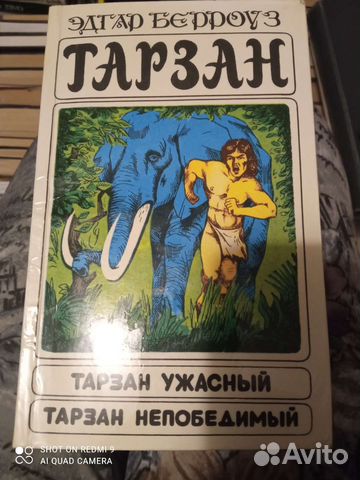 ЭДГАР БЕРРОУЗ
ТАРЗАН
ТАРЗАН УЖАСНЫЙ
ТАРЗАН НЕПОБЕДИМЫЙ
SHOT ON REDMI 9
AI QUAD CAMERA
Avito